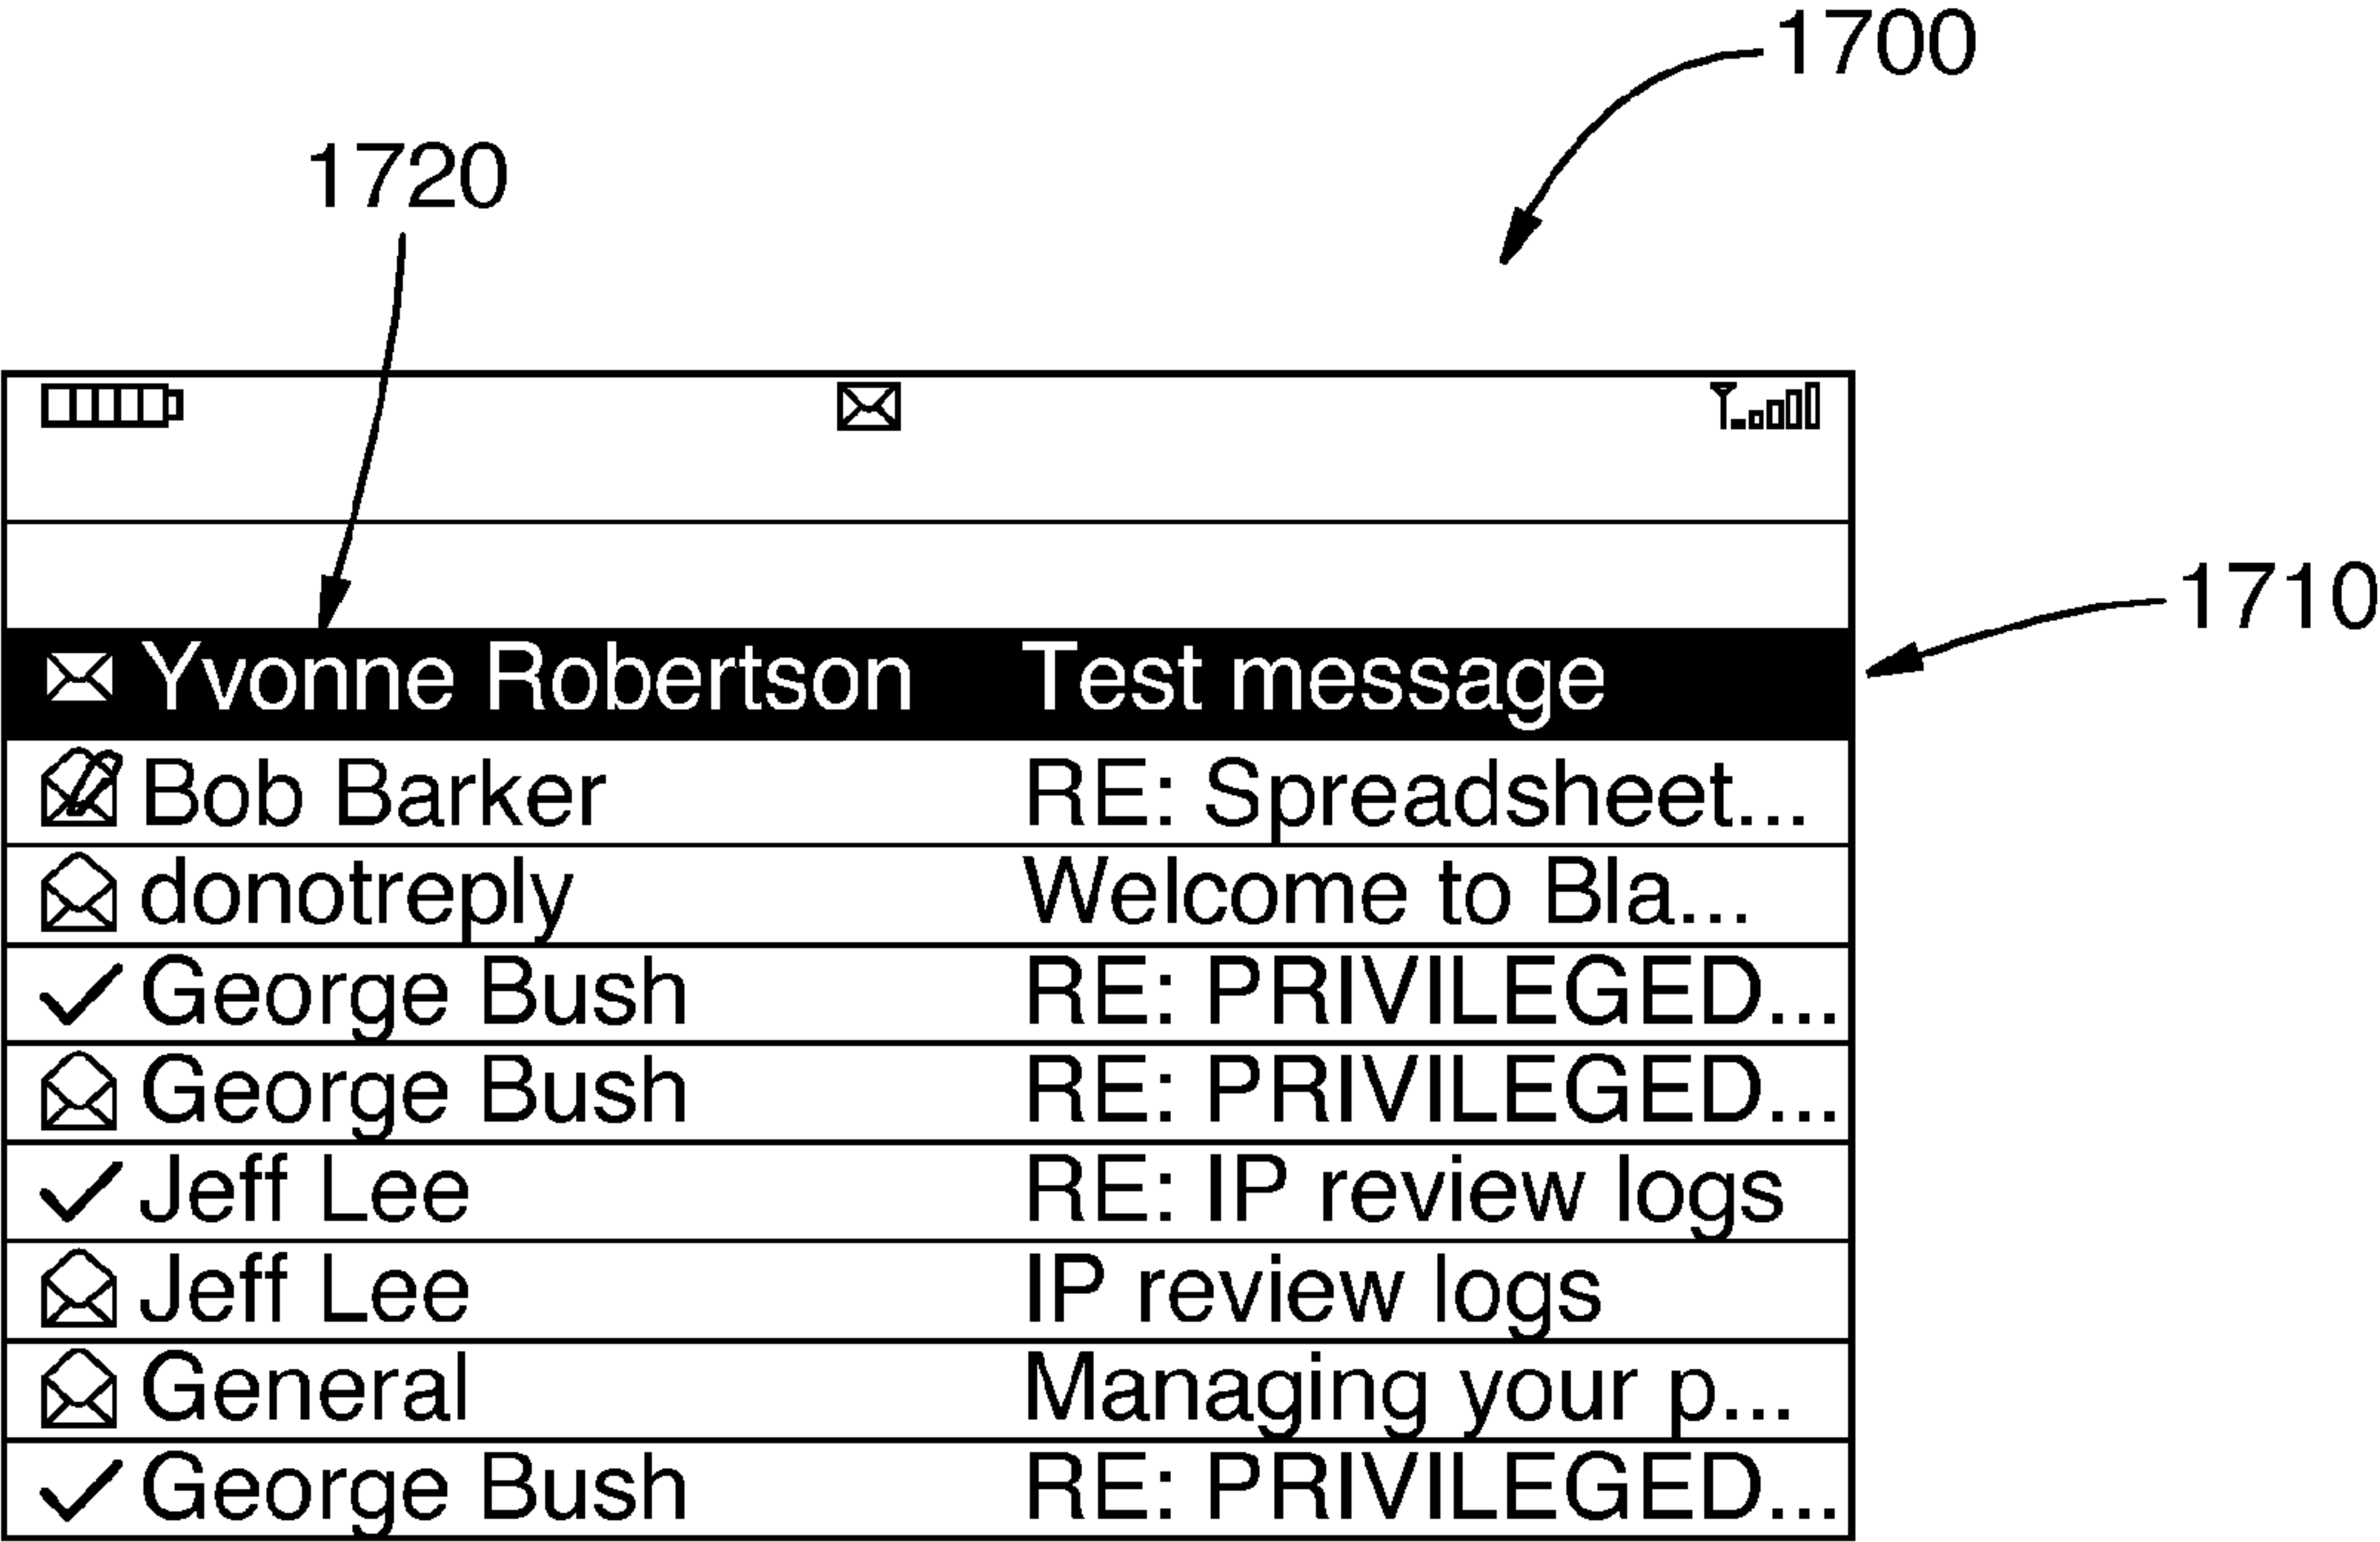 1700
1720
1710
Yvonne Robertson Test message
Bob Barker RE: Spreadsheet...
donotreply Welcome to Bla...
George Bush RE: PRIVILEGED...
George Bush RE: PRIVILEGED...
Jeff Lee RE: IP review logs
Jeff Lee IP review logs
General Managing your p...
George Bush RE: PRIVILEGED...